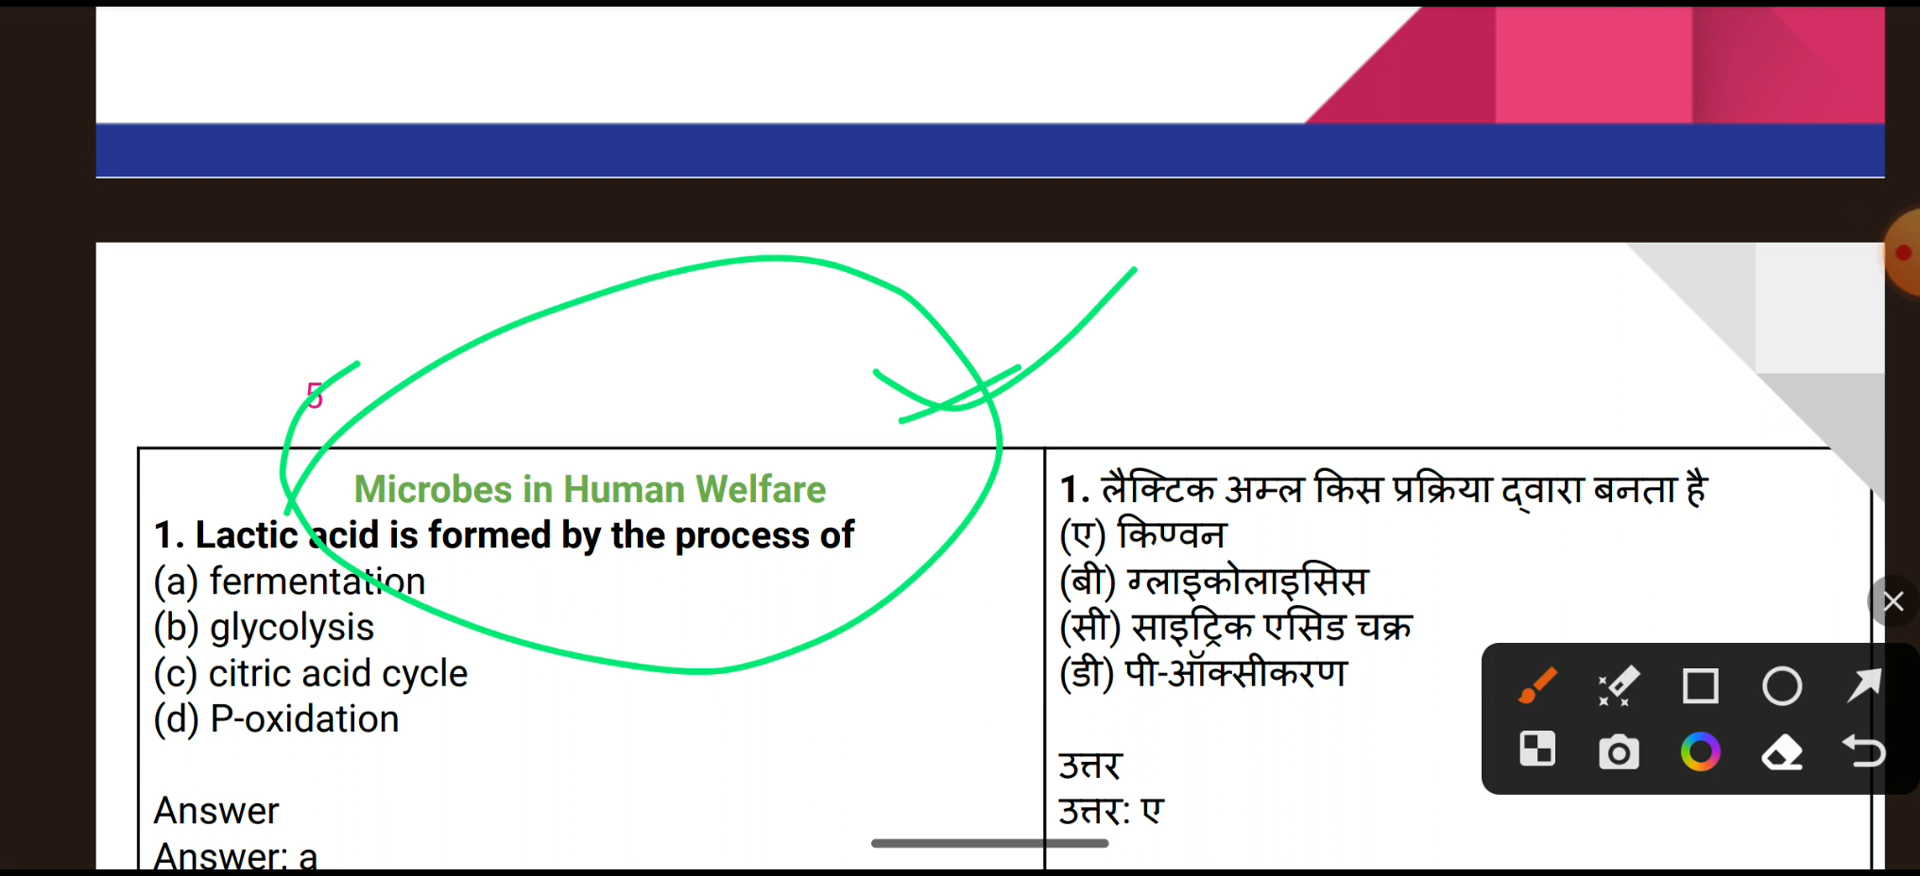 5
Microbes in Human Welfare
1. Lactic acid is formed by the process of
(a) fermentation
(b) glycolysis
(c) citric acid cycle
(d) P-oxidation
Answer
Answer: a
1. लैक्टिक अम्ल किस प्रक्रिया द्वारा बनता है
(ए) किण्वन
(बी) ग्लाइकोलाइसिस
(सी) साइट्रिक एसिड चक्र
(डी) पी-ऑक्सीकरण
उत्तर
उत्तर: ए